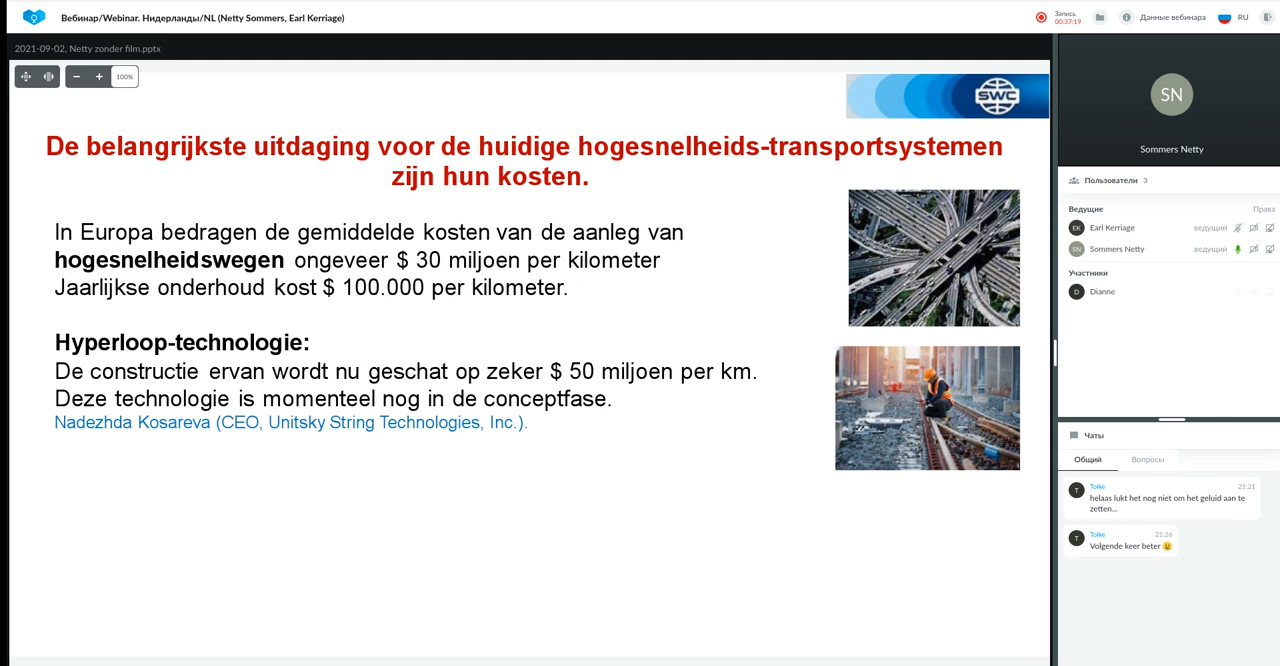 Вебинар/Webinar. Нидерланды/NL (Netty Sommers, Earl Kerriage)
Запись
00:37:19
Данные вебинара
RU
2021-09-02, Netty zonder film.pptx
100%
SWC
De belangrijkste uitdaging voor de huidige hogesnelheids-transportsystemen
zijn hun kosten.
In Europa bedragen de gemiddelde kosten van de aanleg van
hogesnelheidswegen ongeveer $ 30 miljoen per kilometer
Jaarlijkse onderhoud kost $ 100.000 per kilometer.
Hyperloop-technologie:
De constructie ervan wordt nu geschat op zeker $ 50 miljoen per km.
Deze technologie is momenteel nog in de conceptfase.
Nadezhda Kosareva (CEO, Unitsky String Technologies, Inc.).
SN
Sommers Netty
Пользователи 3
Ведущие Права
EK Earl Kerriage ведущий
SN Sommers Netty ведущий
Участники
D Dianne
Чаты
Общий Вопросы
T Toike 21:21
helaas lukt het nog niet om het geluid aan te
zetten...
T Toike 21:26
Volgende keer beter 😉